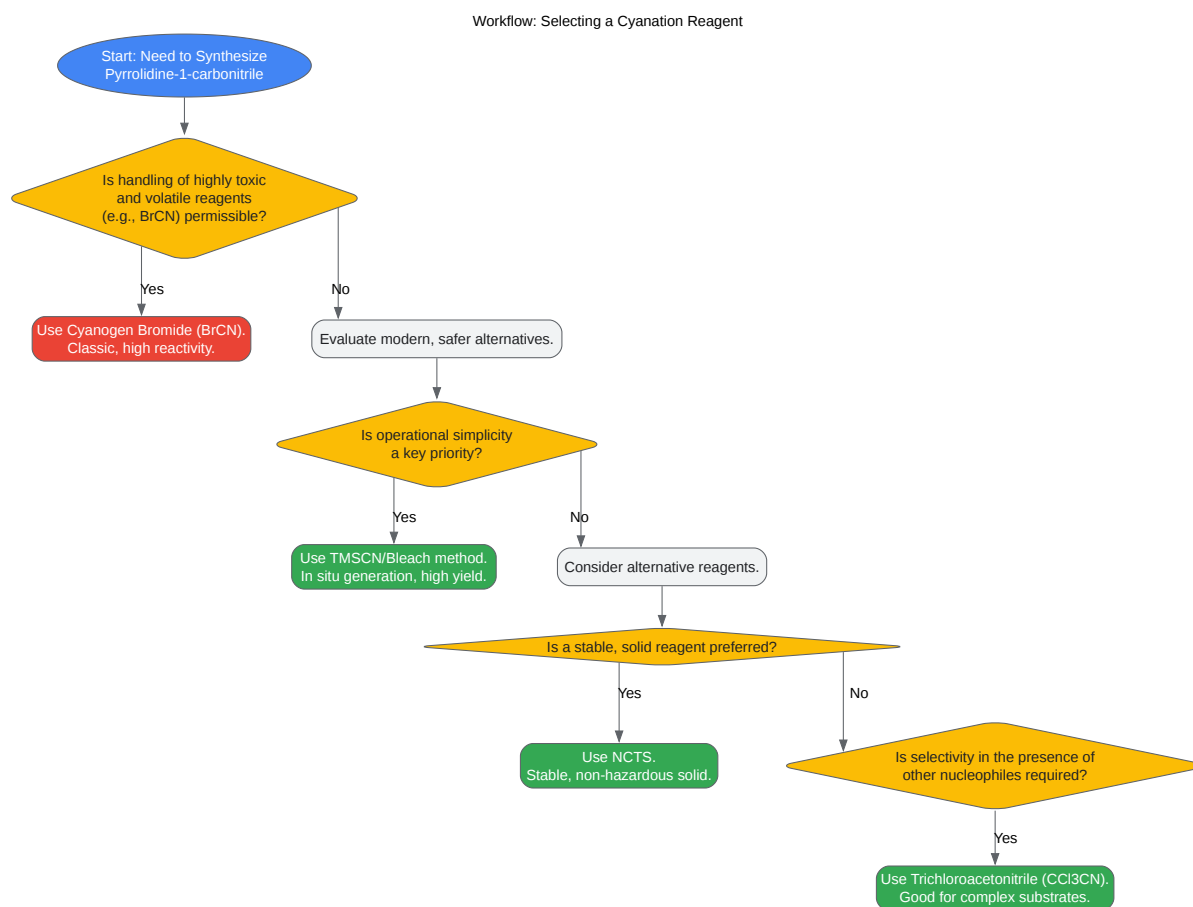 Workflow: Selecting a Cyanation Reagent
Start: Need to Synthesize
Pyrrolidine-1-carbonitrile
Is handling of highly toxic
and volatile reagents
(e.g., BrCN) permissible?
Yes
No
Use Cyanogen Bromide (BrCN).
Classic, high reactivity.
Evaluate modern, safer alternatives.
Is operational simplicity
a key priority?
Yes
No
Use TMSCN/Bleach method.
In situ generation, high yield.
Consider alternative reagents.
Is a stable, solid reagent preferred?
Yes
No
Use NCTS.
Stable, non-hazardous solid.
Is selectivity in the presence of
other nucleophiles required?
Yes
Use Trichloroacetonitrile (CCl3CN).
Good for complex substrates.